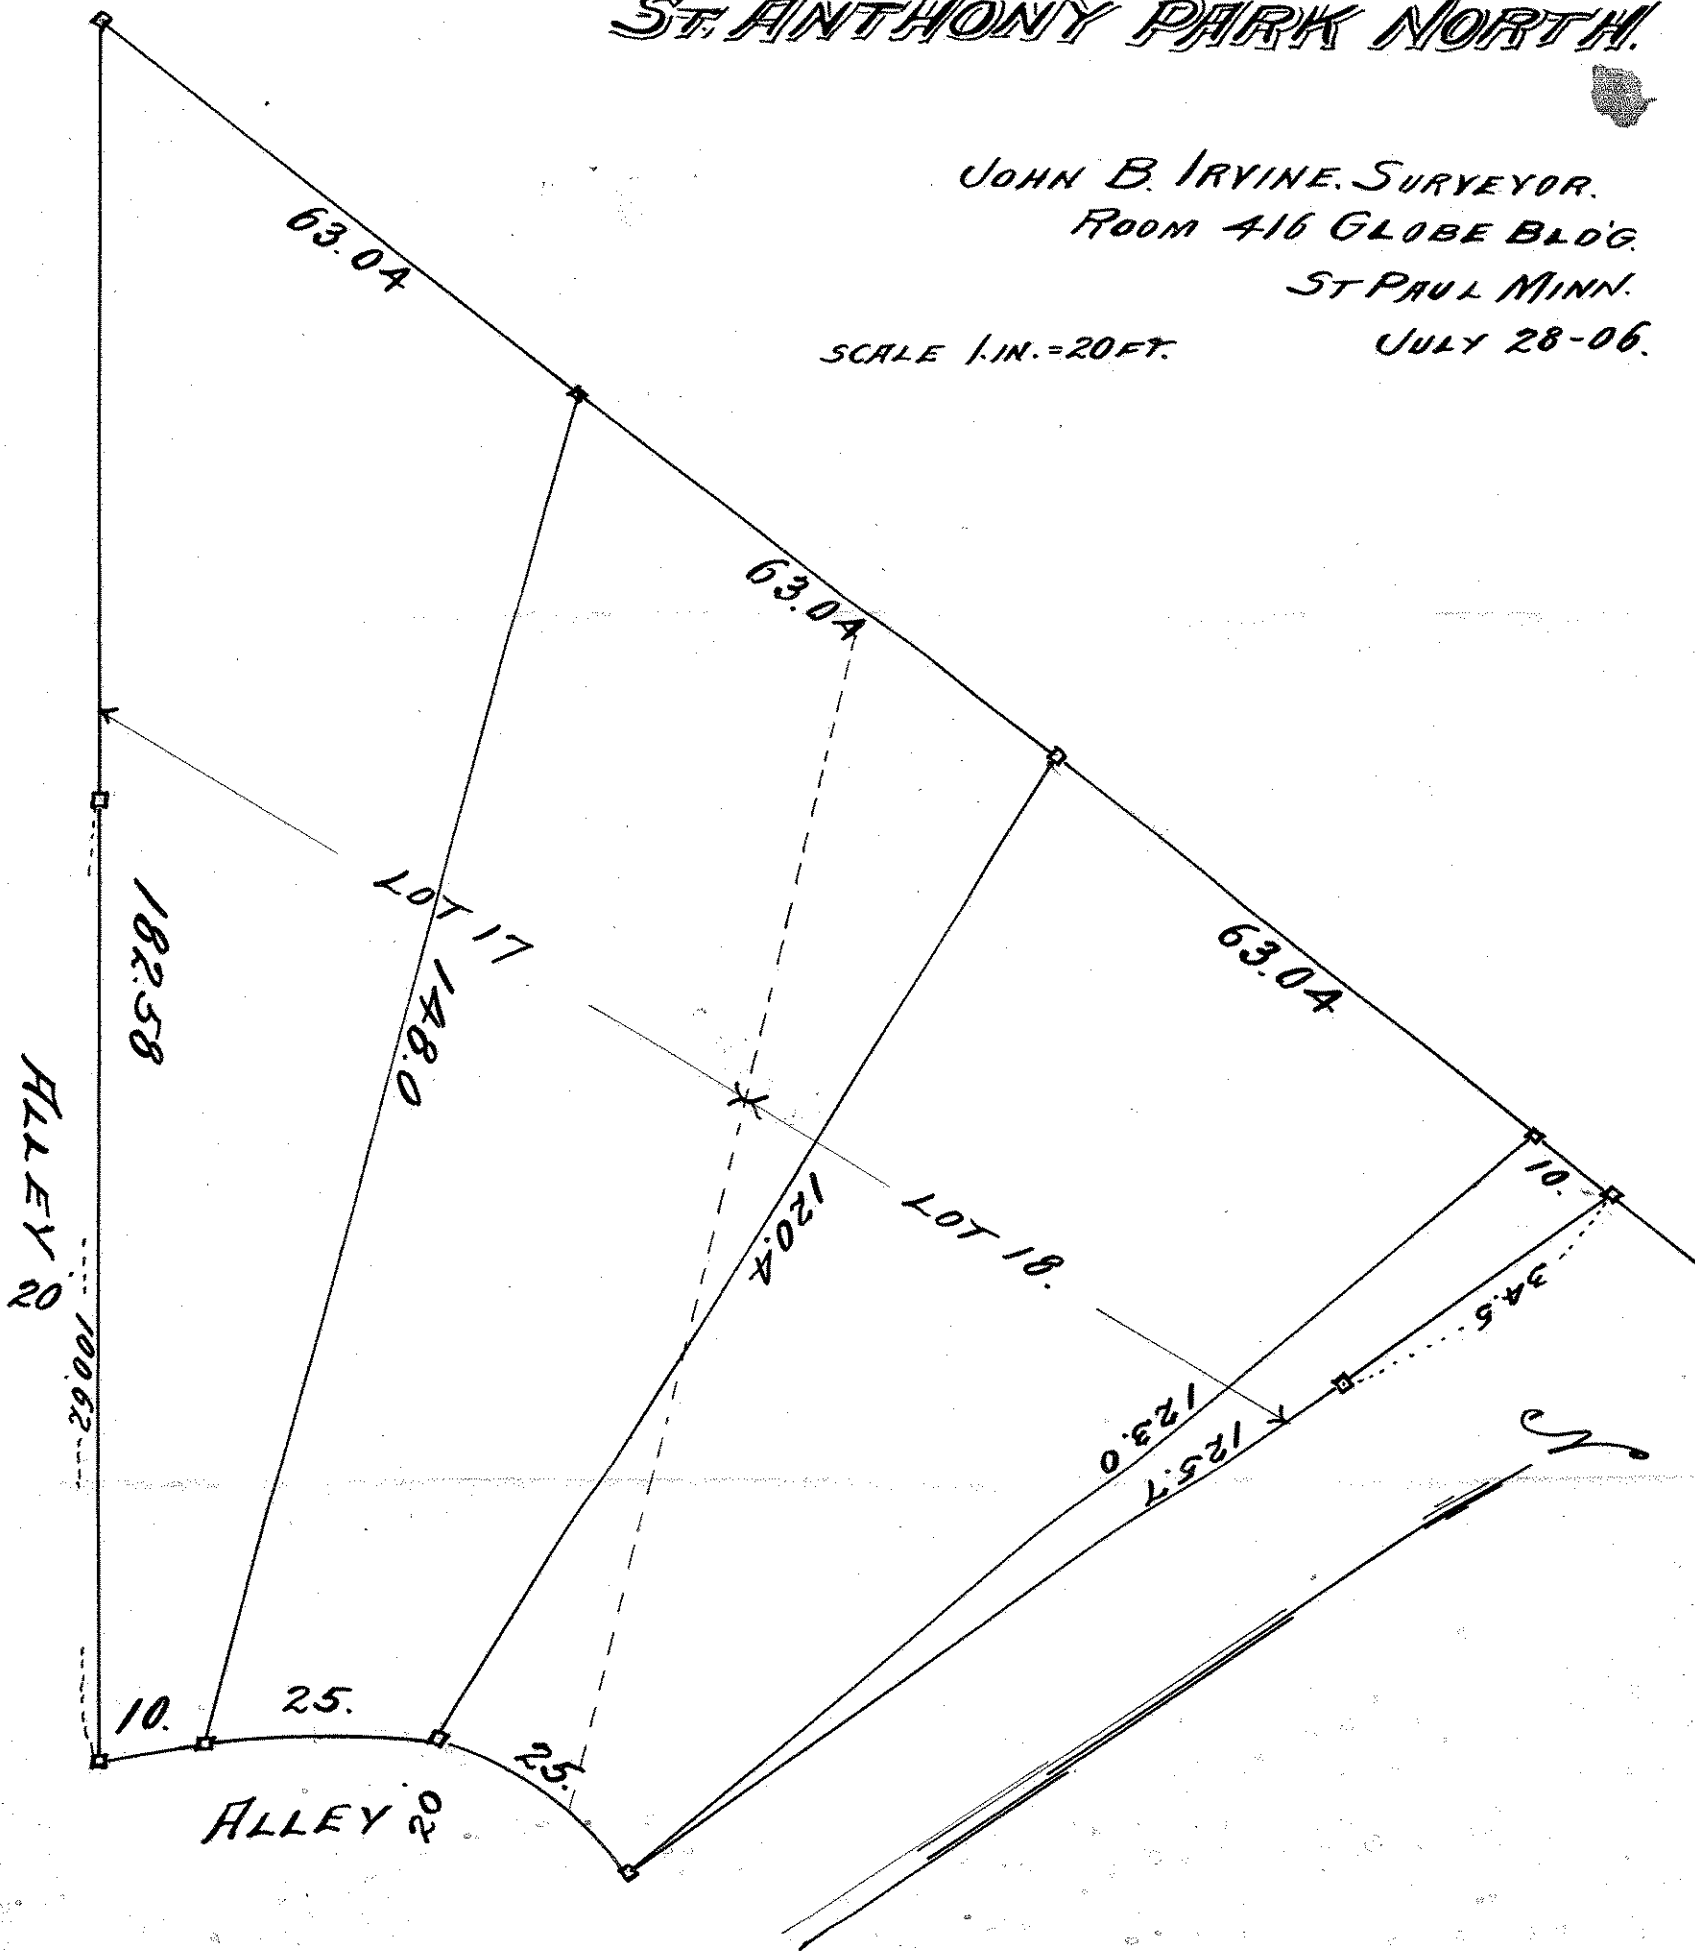 ST. ANTHONY PARK NORTH.
JOHN B. IRVINE. SURVEYOR.
ROOM 416 GLOBE BLD'G.
ST PAUL MINN.
SCALE 1.IN.=20FT.
JULY 28-06.
63.04
63.04
63.04
10.
34.5
LOT 17
LOT 18.
182.58
148.0
120.4
123.0
125.7
ALLEY 20
100.62
10.
25.
25.
ALLEY 20
N